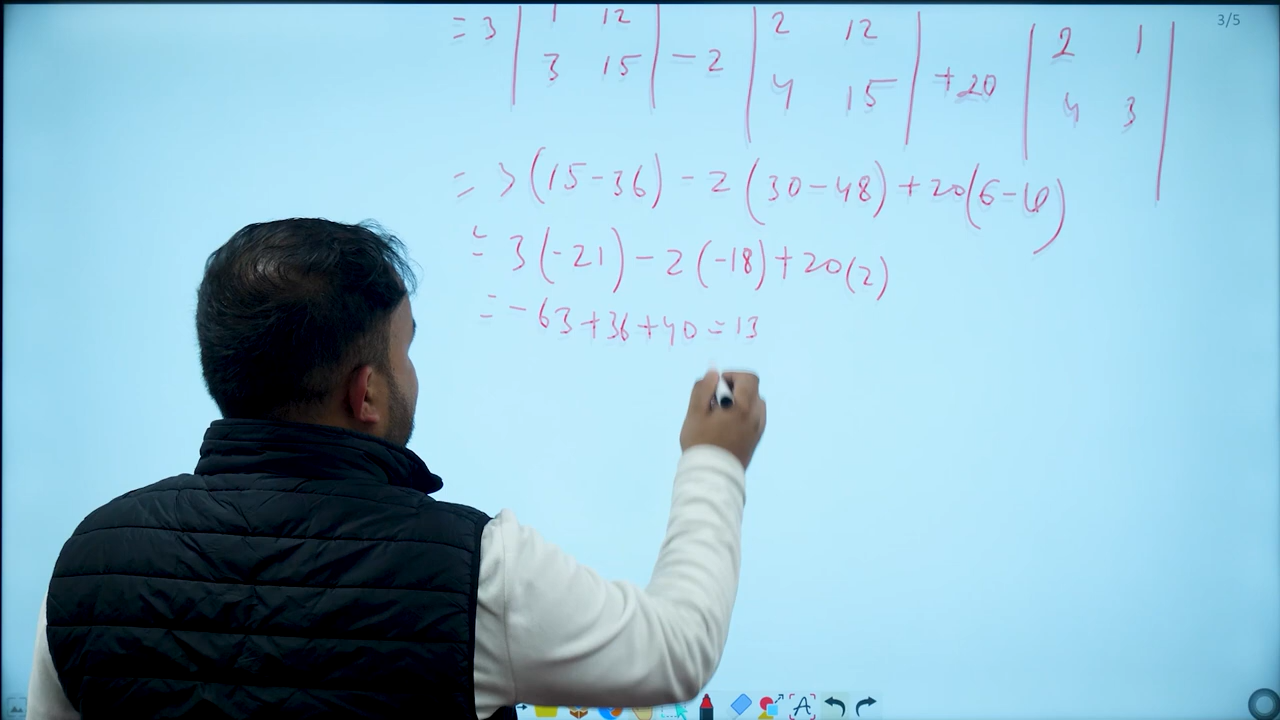 3/5
= 3 | 1 12 | - 2 | 2 12 | + 20 | 2 1 |
| 3 15 | | 4 15 | | 4 3 |
= 3 (15-36) - 2 (30-48) + 20(6-4)
= 3 (-21) - 2 (-18) + 20(2)
= -63+36+40=13